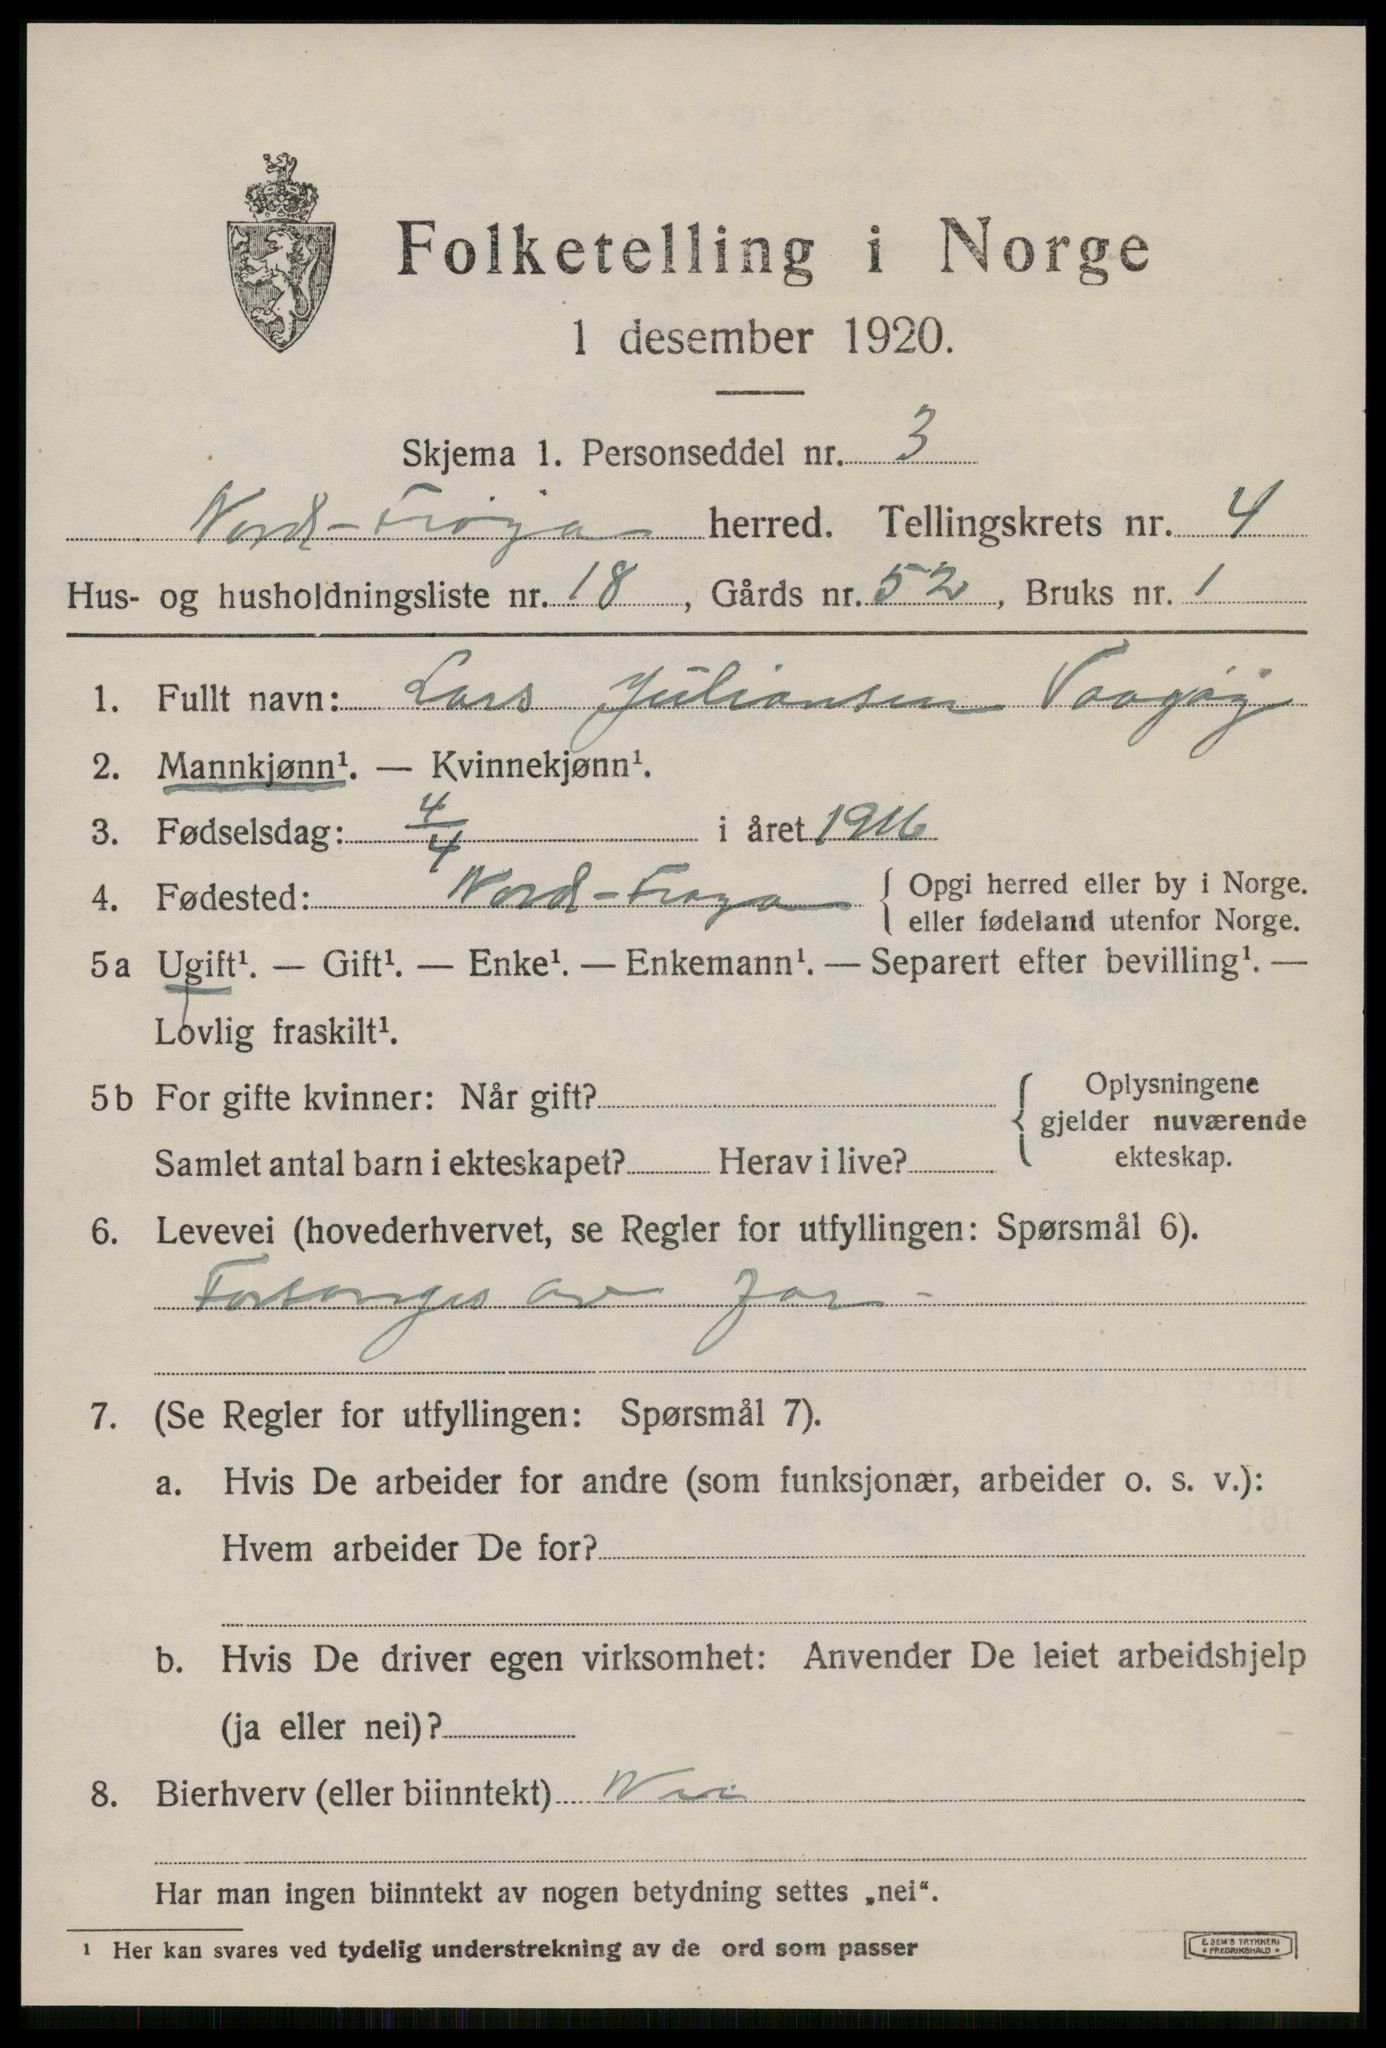 Folketelling i Norge
1 desember 1920.
Skjema 1. Personseddel nr. 3
Nord-Frøya herred. Tellingskrets nr. 4
Hus- og husholdningsliste nr. 18, Gårds nr. 52, Bruks nr. 1
1. Fullt navn: Lars Juliansen Vaagøy
2. Mannkjønn¹. — Kvinnekjønn¹.
3. Fødselsdag: 4/4 i året 1916
4. Fødested: Nord-Frøya { Opgi herred eller by i Norge.
eller fødeland utenfor Norge.
5a Ugift¹. — Gift¹. — Enke¹. — Enkemann¹. — Separert efter bevilling¹. —
Lovlig fraskilt¹.
5b For gifte kvinner: Når gift? { Oplysningene
gjelder nuværende
Samlet antal barn i ekteskapet? Herav i live? ekteskap.
6. Levevei (hovederhvervet, se Regler for utfyllingen: Spørsmål 6).
Forsørges av far -
7. (Se Regler for utfyllingen: Spørsmål 7).
a. Hvis De arbeider for andre (som funksjonær, arbeider o. s. v.):
Hvem arbeider De for?
b. Hvis De driver egen virksomhet: Anvender De leiet arbeidshjelp
(ja eller nei)?
8. Bierhverv (eller biinntekt) Nei
Har man ingen biinntekt av nogen betydning settes „nei".
¹ Her kan svares ved tydelig understrekning av de ord som passer
E. SEM'S TRYKKERI
• FREDRIKSHALD •